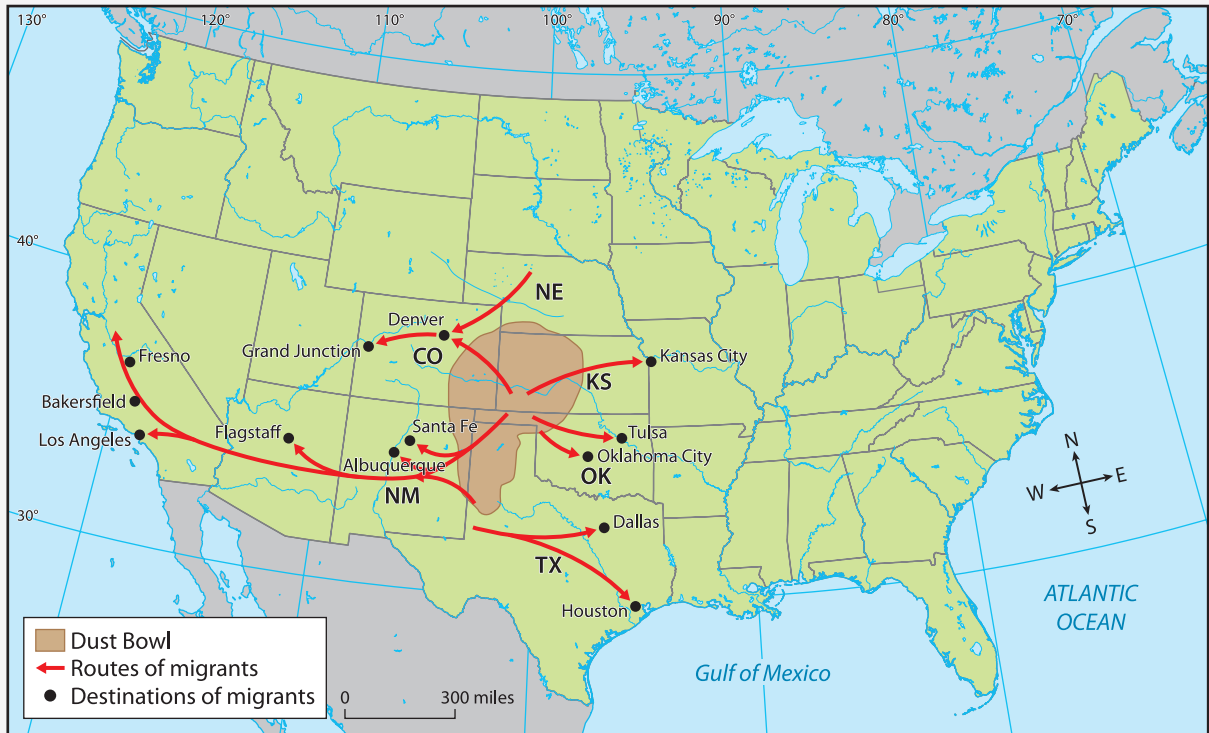 130°
120°
110°
100°
90°
80°
70°
40°
30°
NE
Denver
Grand Junction
CO
Kansas City
KS
Fresno
Bakersfield
Los Angeles
Flagstaff
Santa Fe
Albuquerque
NM
Tulsa
Oklahoma City
OK
Dallas
TX
Houston
N
W
E
S
ATLANTIC
OCEAN
Gulf of Mexico
Dust Bowl
Routes of migrants
Destinations of migrants
0 300 miles